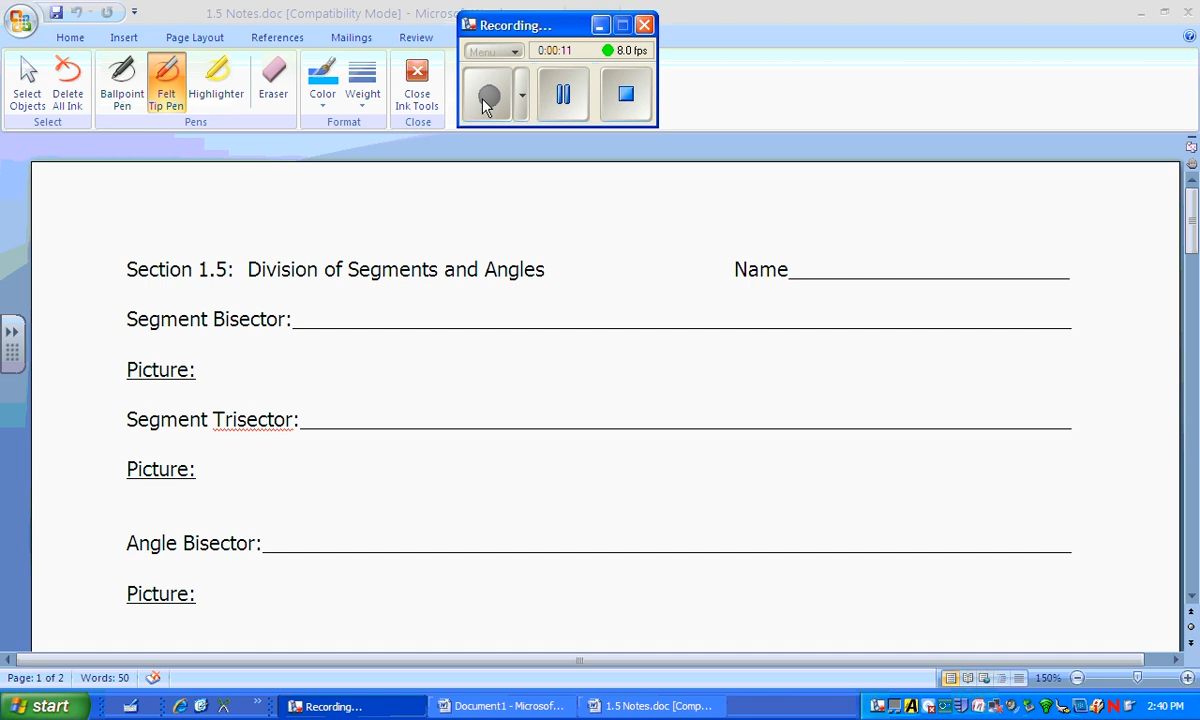 1.5 Notes.doc [Compatibility Mode] - Microsof
Recording...
Home Insert Page Layout References Mailings Review
Menu 0:00:11 8.0 fps
Select Objects
Delete All Ink
Ballpoint Pen
Felt Tip Pen
Highlighter
Eraser
Color
Weight
Close Ink Tools
Select Pens Format Close
Section 1.5: Division of Segments and Angles Name
Segment Bisector:
Picture:
Segment Trisector:
Picture:
Angle Bisector:
Picture:
Page: 1 of 2 Words: 50 150%
start Recording... Document1 - Microsof... 1.5 Notes.doc [Comp... 2:40 PM